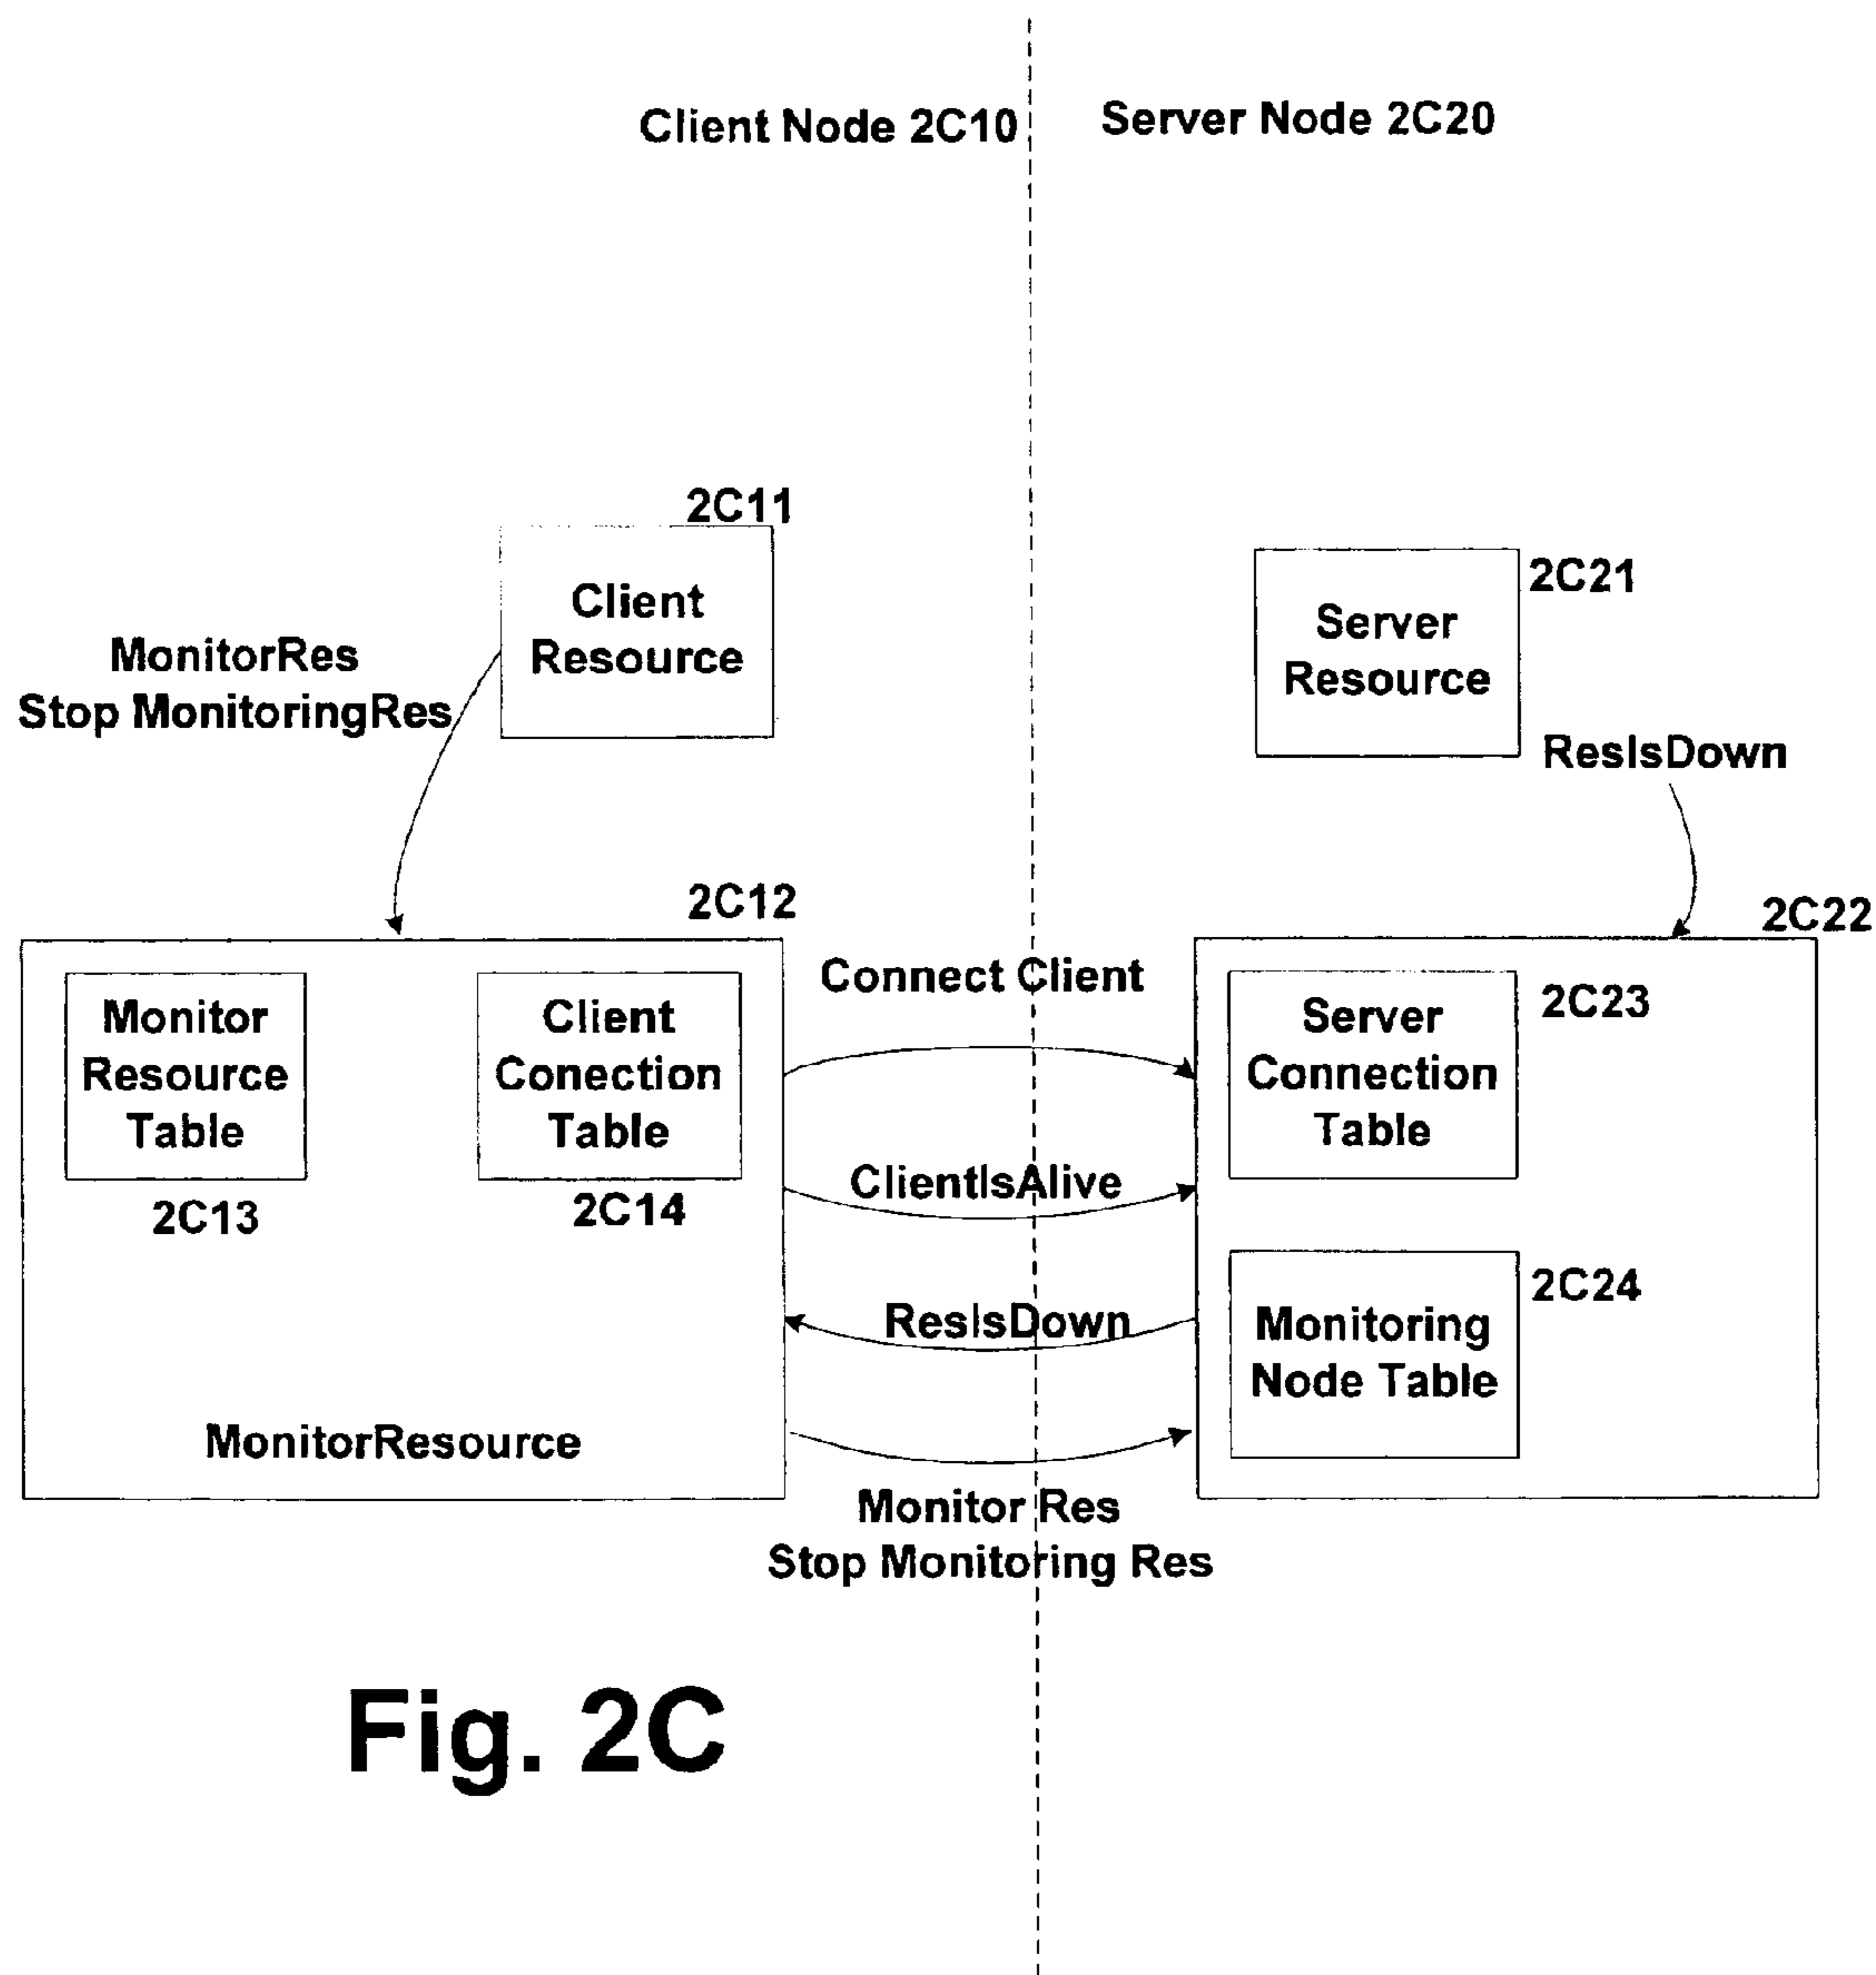 Client Node 2C10
Server Node 2C20
2C11
Client
Resource
MonitorRes
Stop MonitoringRes
2C21
Server
Resource
ResIsDown
2C12
2C22
Monitor
Resource
Table
2C13
Client
Conection
Table
2C14
MonitorResource
Connect Client
ClientIsAlive
ResIsDown
Monitor Res
Stop Monitoring Res
Server
Connection
Table
2C23
Monitoring
Node Table
2C24
Fig. 2C